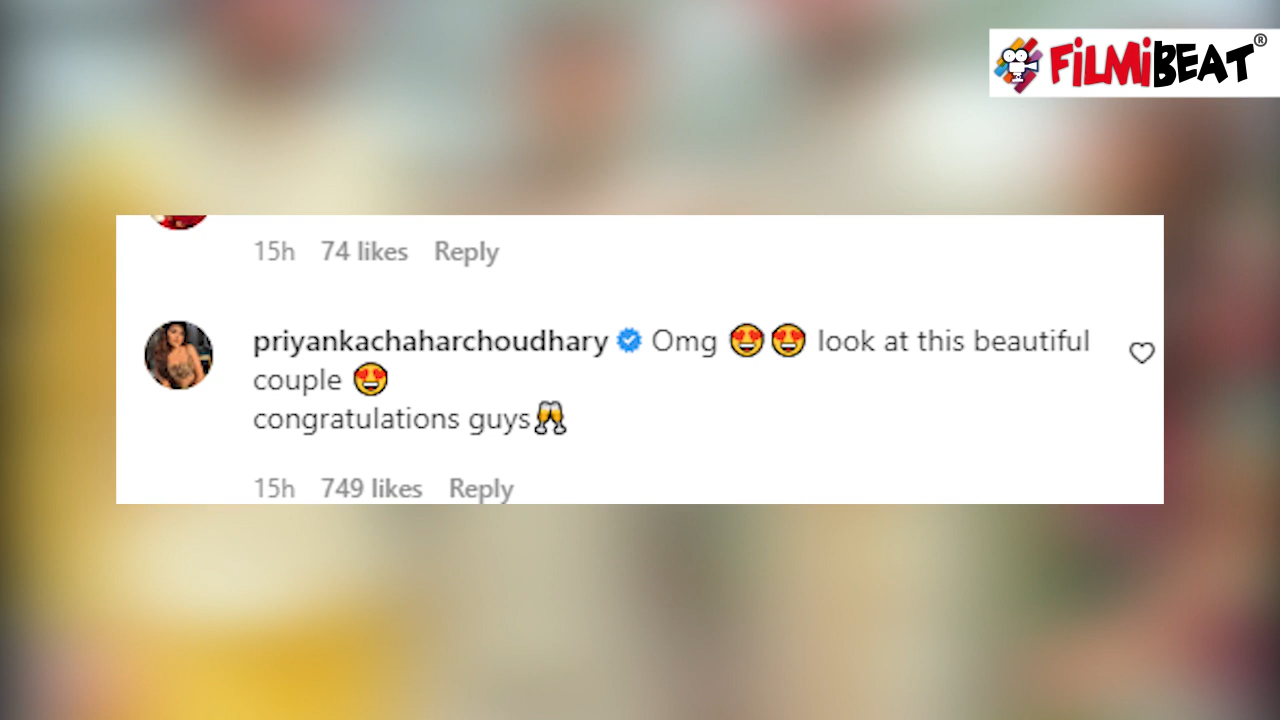 FiLMiBEAT®
15h 74 likes Reply
priyankachaharchoudhary Omg 😍😍 look at this beautiful
couple 😍
congratulations guys🥂
15h 749 likes Reply